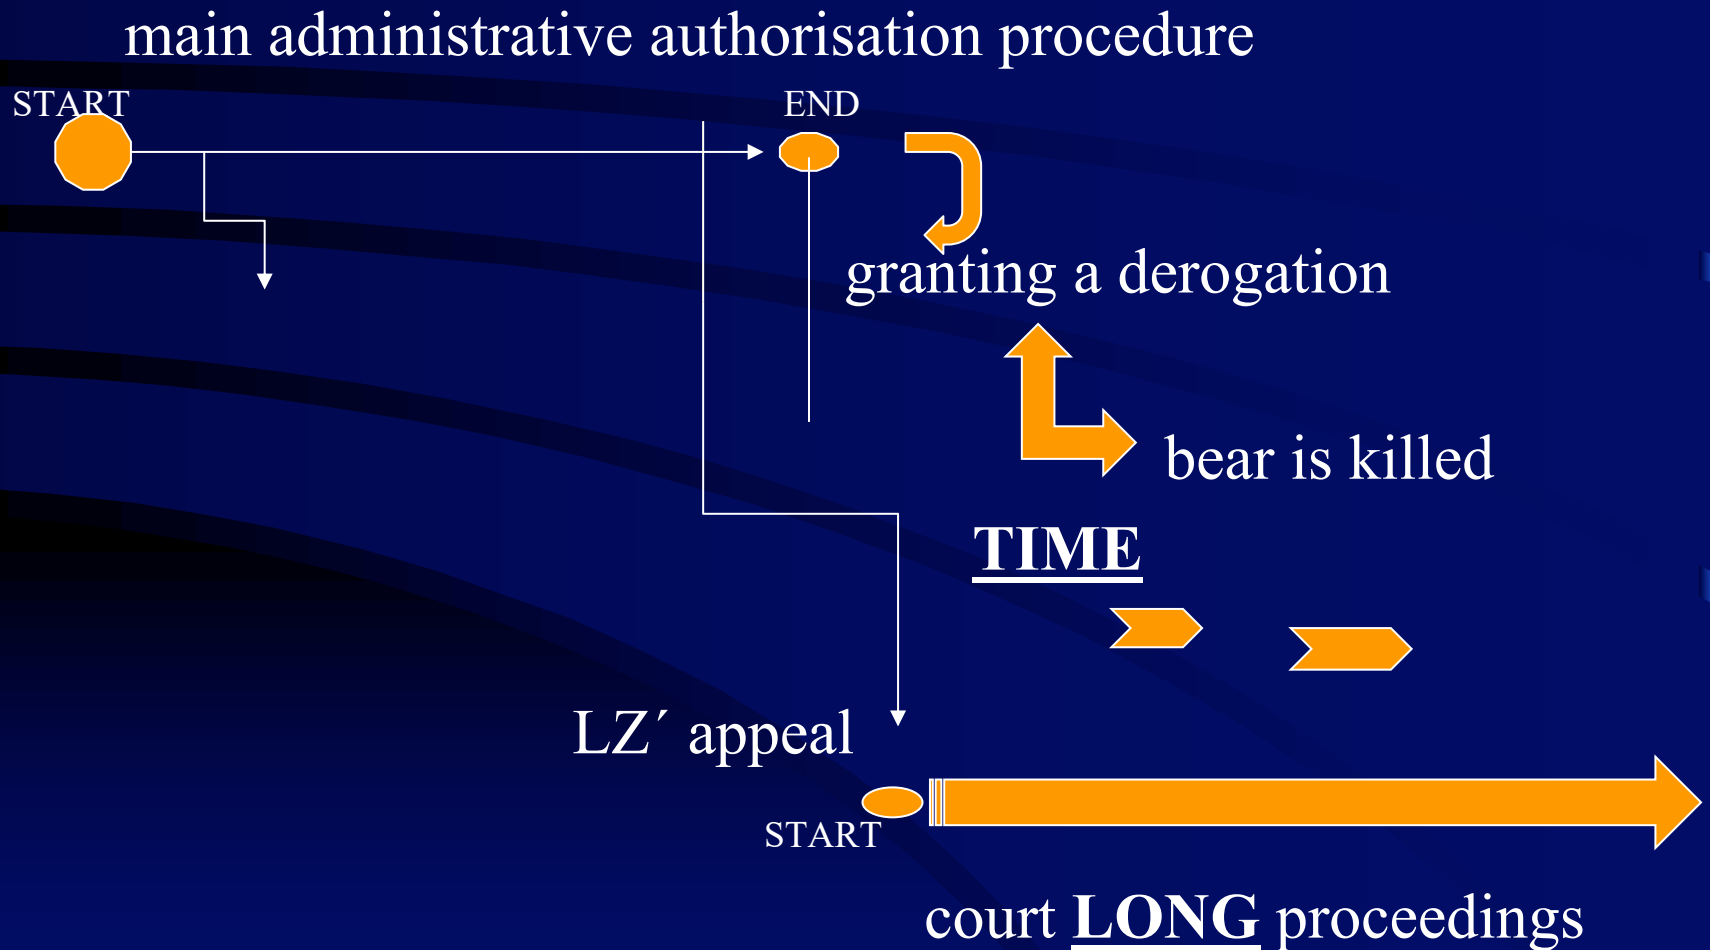 main administrative authorisation procedure
START
END
granting a derogation
bear is killed
TIME
LZ´ appeal
START
court LONG proceedings